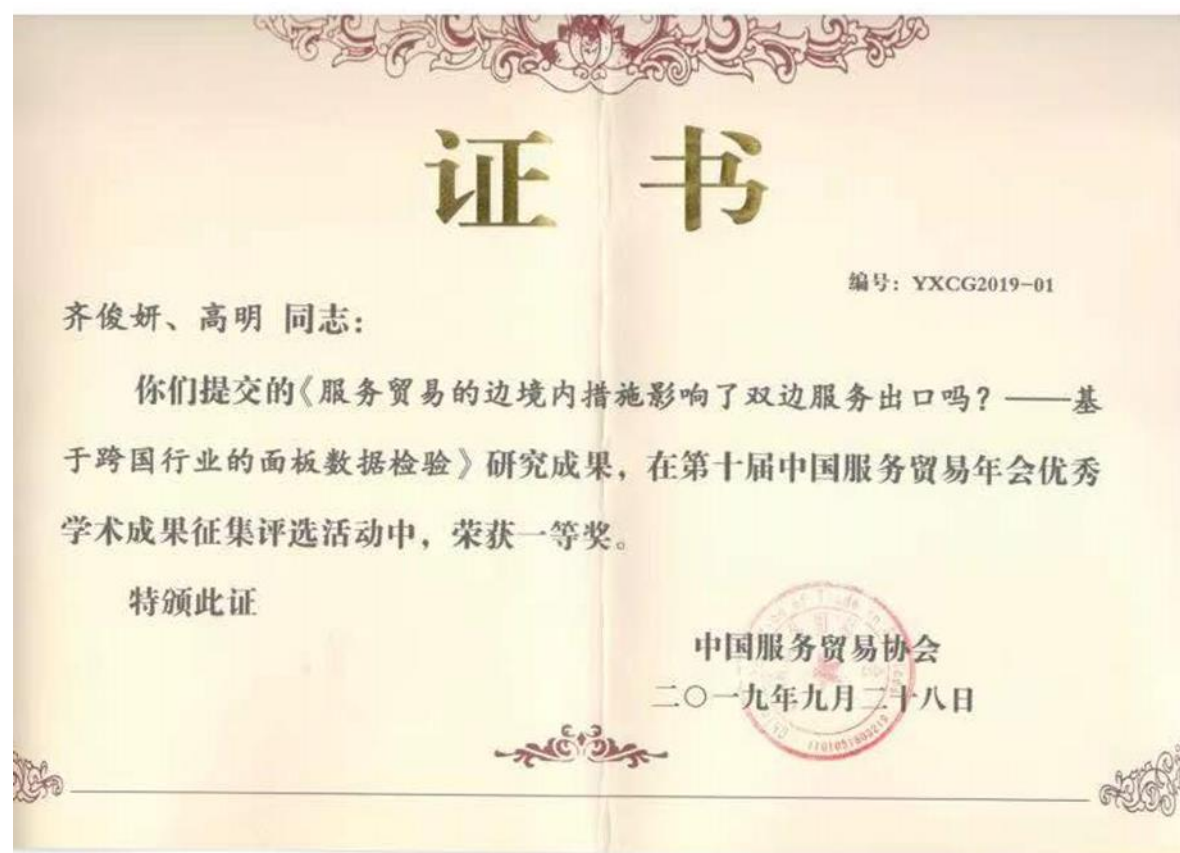 证 书
编号：YXCG2019-01
齐俊妍、高明 同志：
你们提交的《服务贸易的边境内措施影响了双边服务出口吗？——基
于跨国行业的面板数据检验》研究成果，在第十届中国服务贸易年会优秀
学术成果征集评选活动中，荣获一等奖。
特颁此证
中国服务贸易协会
二〇一九年九月二十八日